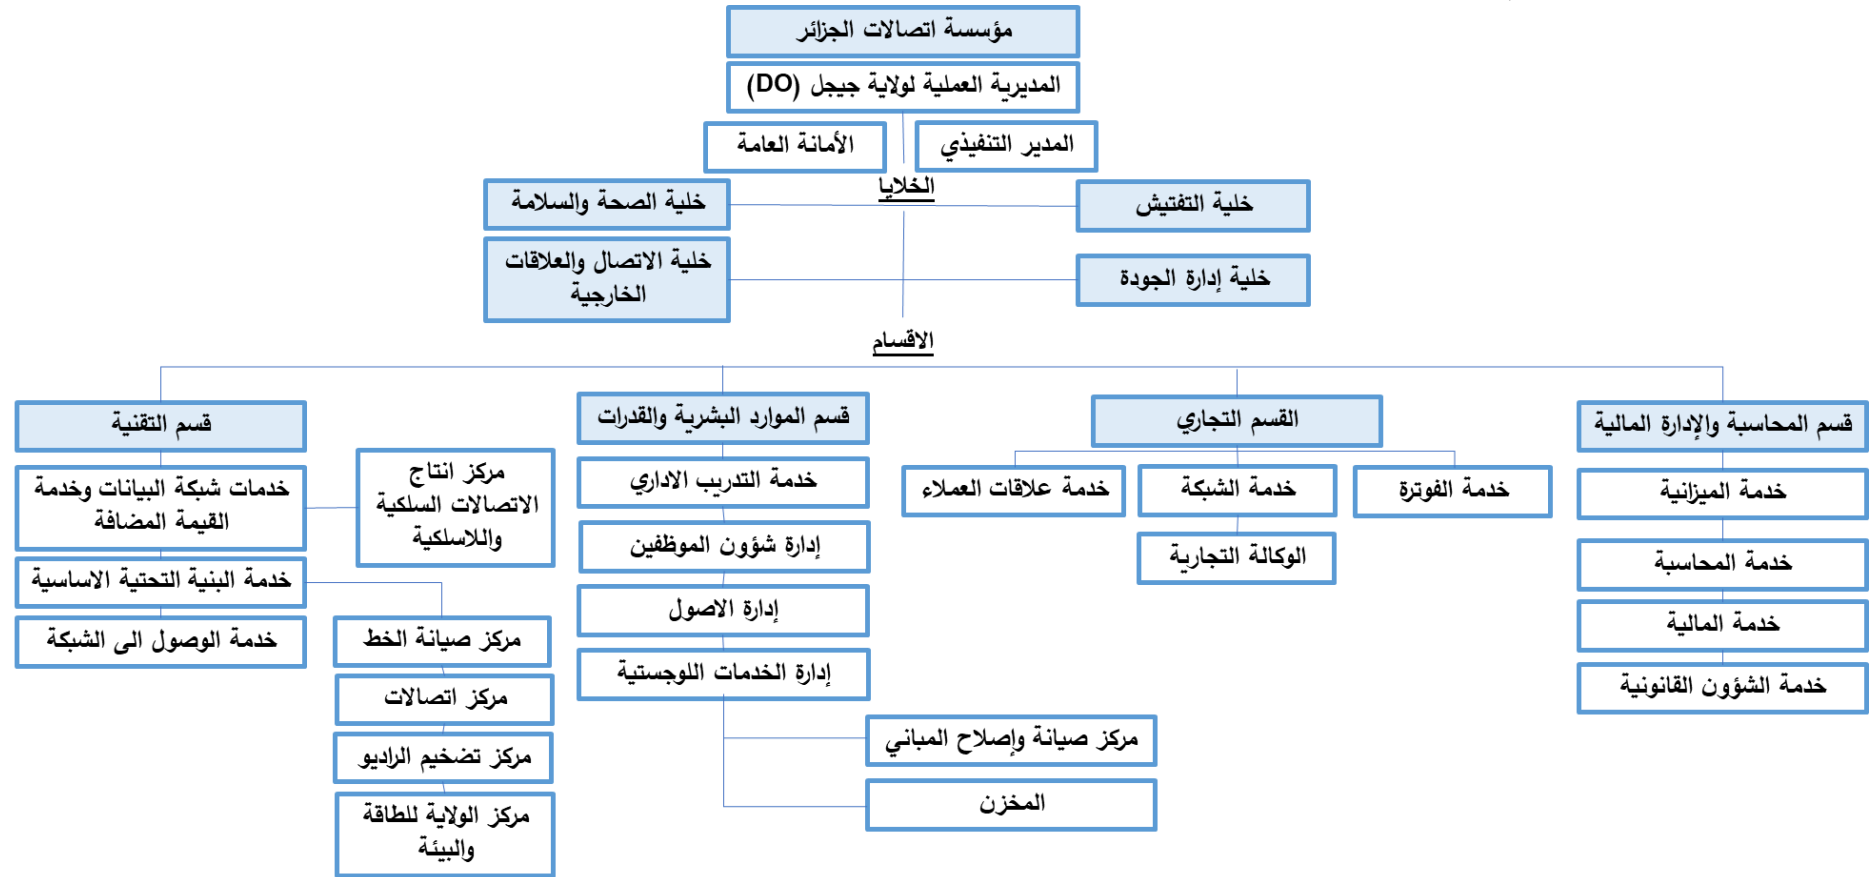 مؤسسة اتصالات الجزائر
المديرية العملية لولاية جيجل (DO)
المدير التنفيذي
الأمانة العامة
الخلايا
خلية التفتيش
خلية الصحة والسلامة
خلية إدارة الجودة
خلية الاتصال والعلاقات
الخارجية
الاقسام
قسم المحاسبة والإدارة المالية
خدمة الميزانية
خدمة المحاسبة
خدمة المالية
خدمة الشؤون القانونية
القسم التجاري
خدمة الفوترة
خدمة الشبكة
خدمة علاقات العملاء
الوكالة التجارية
قسم الموارد البشرية والقدرات
خدمة التدريب الاداري
إدارة شؤون الموظفين
إدارة الاصول
إدارة الخدمات اللوجستية
مركز صيانة وإصلاح المباني
المخزن
قسم التقنية
خدمات شبكة البيانات وخدمة
القيمة المضافة
مركز انتاج
الاتصالات السلكية
واللاسلكية
خدمة البنية التحتية الاساسية
خدمة الوصول الى الشبكة
مركز صيانة الخط
مركز اتصالات
مركز تضخيم الراديو
مركز الولاية للطاقة
والبيئة